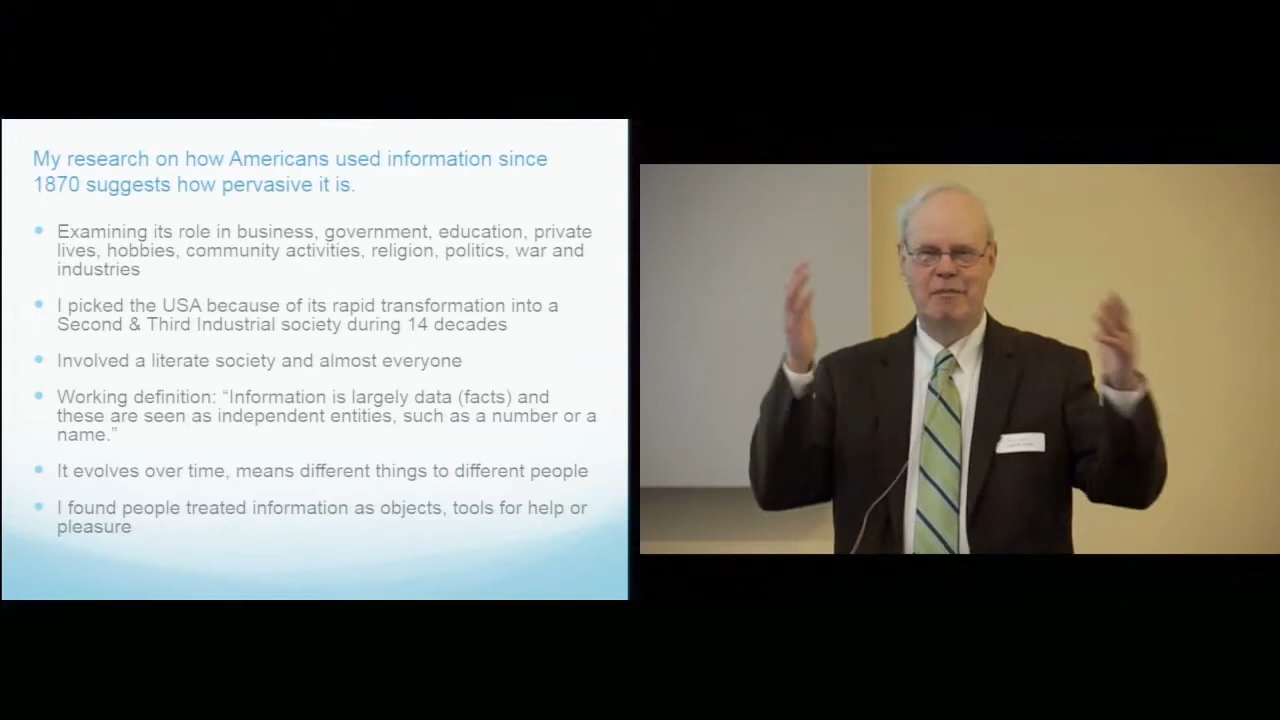 My research on how Americans used information since
1870 suggests how pervasive it is.
Examining its role in business, government, education, private
lives, hobbies, community activities, religion, politics, war and
industries
I picked the USA because of its rapid transformation into a
Second & Third Industrial society during 14 decades
Involved a literate society and almost everyone
Working definition: “Information is largely data (facts) and
these are seen as independent entities, such as a number or a
name.”
It evolves over time, means different things to different people
I found people treated information as objects, tools for help or
pleasure